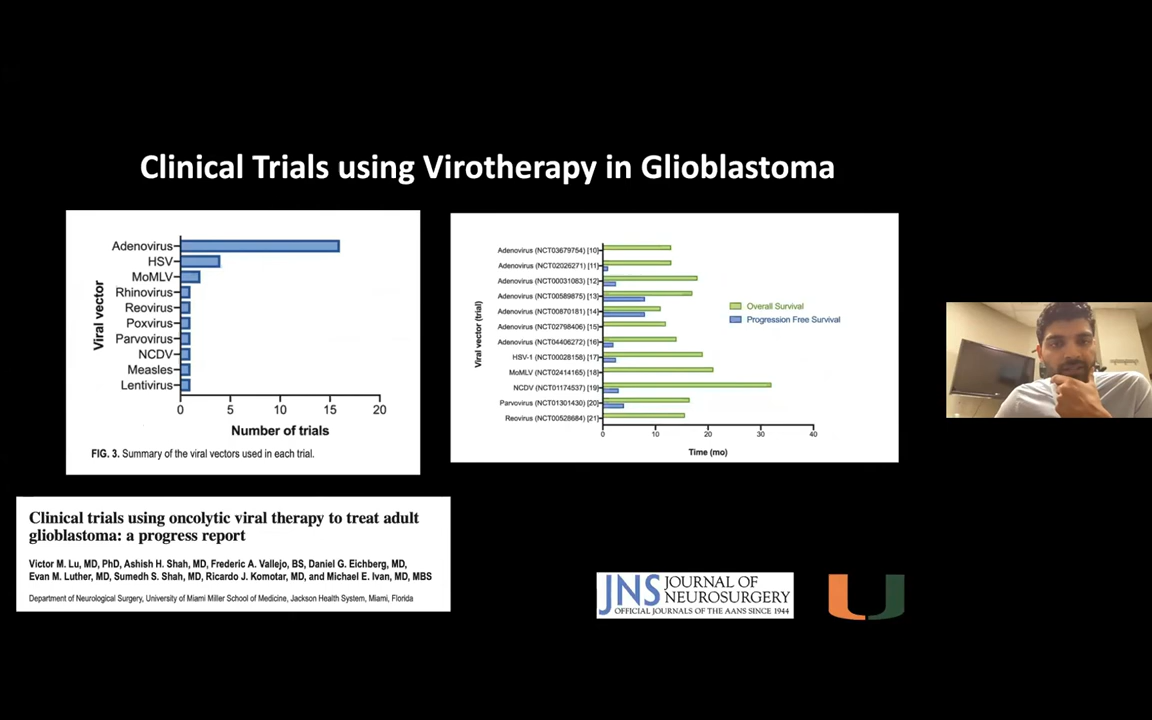 Clinical Trials using Virotherapy in Glioblastoma
Viral vector
Adenovirus
HSV
MoMLV
Rhinovirus
Reovirus
Poxvirus
Parvovirus
NCDV
Measles
Lentivirus
0 5 10 15 20
Number of trials
FIG. 3. Summary of the viral vectors used in each trial.
Viral vector (trial)
Adenovirus (NCT03679754) [10]
Adenovirus (NCT02026271) [11]
Adenovirus (NCT00031083) [12]
Adenovirus (NCT00589875) [13]
Adenovirus (NCT00870181) [14]
Adenovirus (NCT02798406) [15]
Adenovirus (NCT04406272) [16]
HSV-1 (NCT00028158) [17]
MoMLV (NCT02414165) [18]
NCDV (NCT01174537) [19]
Parvovirus (NCT01301430) [20]
Reovirus (NCT00528684) [21]
Overall Survival
Progression Free Survival
0 10 20 30 40
Time (mo)
Clinical trials using oncolytic viral therapy to treat adult
glioblastoma: a progress report
Victor M. Lu, MD, PhD, Ashish H. Shah, MD, Frederic A. Vallejo, BS, Daniel G. Eichberg, MD,
Evan M. Luther, MD, Sumedh S. Shah, MD, Ricardo J. Komotar, MD, and Michael E. Ivan, MD, MBS
Department of Neurological Surgery, University of Miami Miller School of Medicine, Jackson Health System, Miami, Florida
JNS JOURNAL OF
NEUROSURGERY
OFFICIAL JOURNALS OF THE AANS SINCE 1944
U